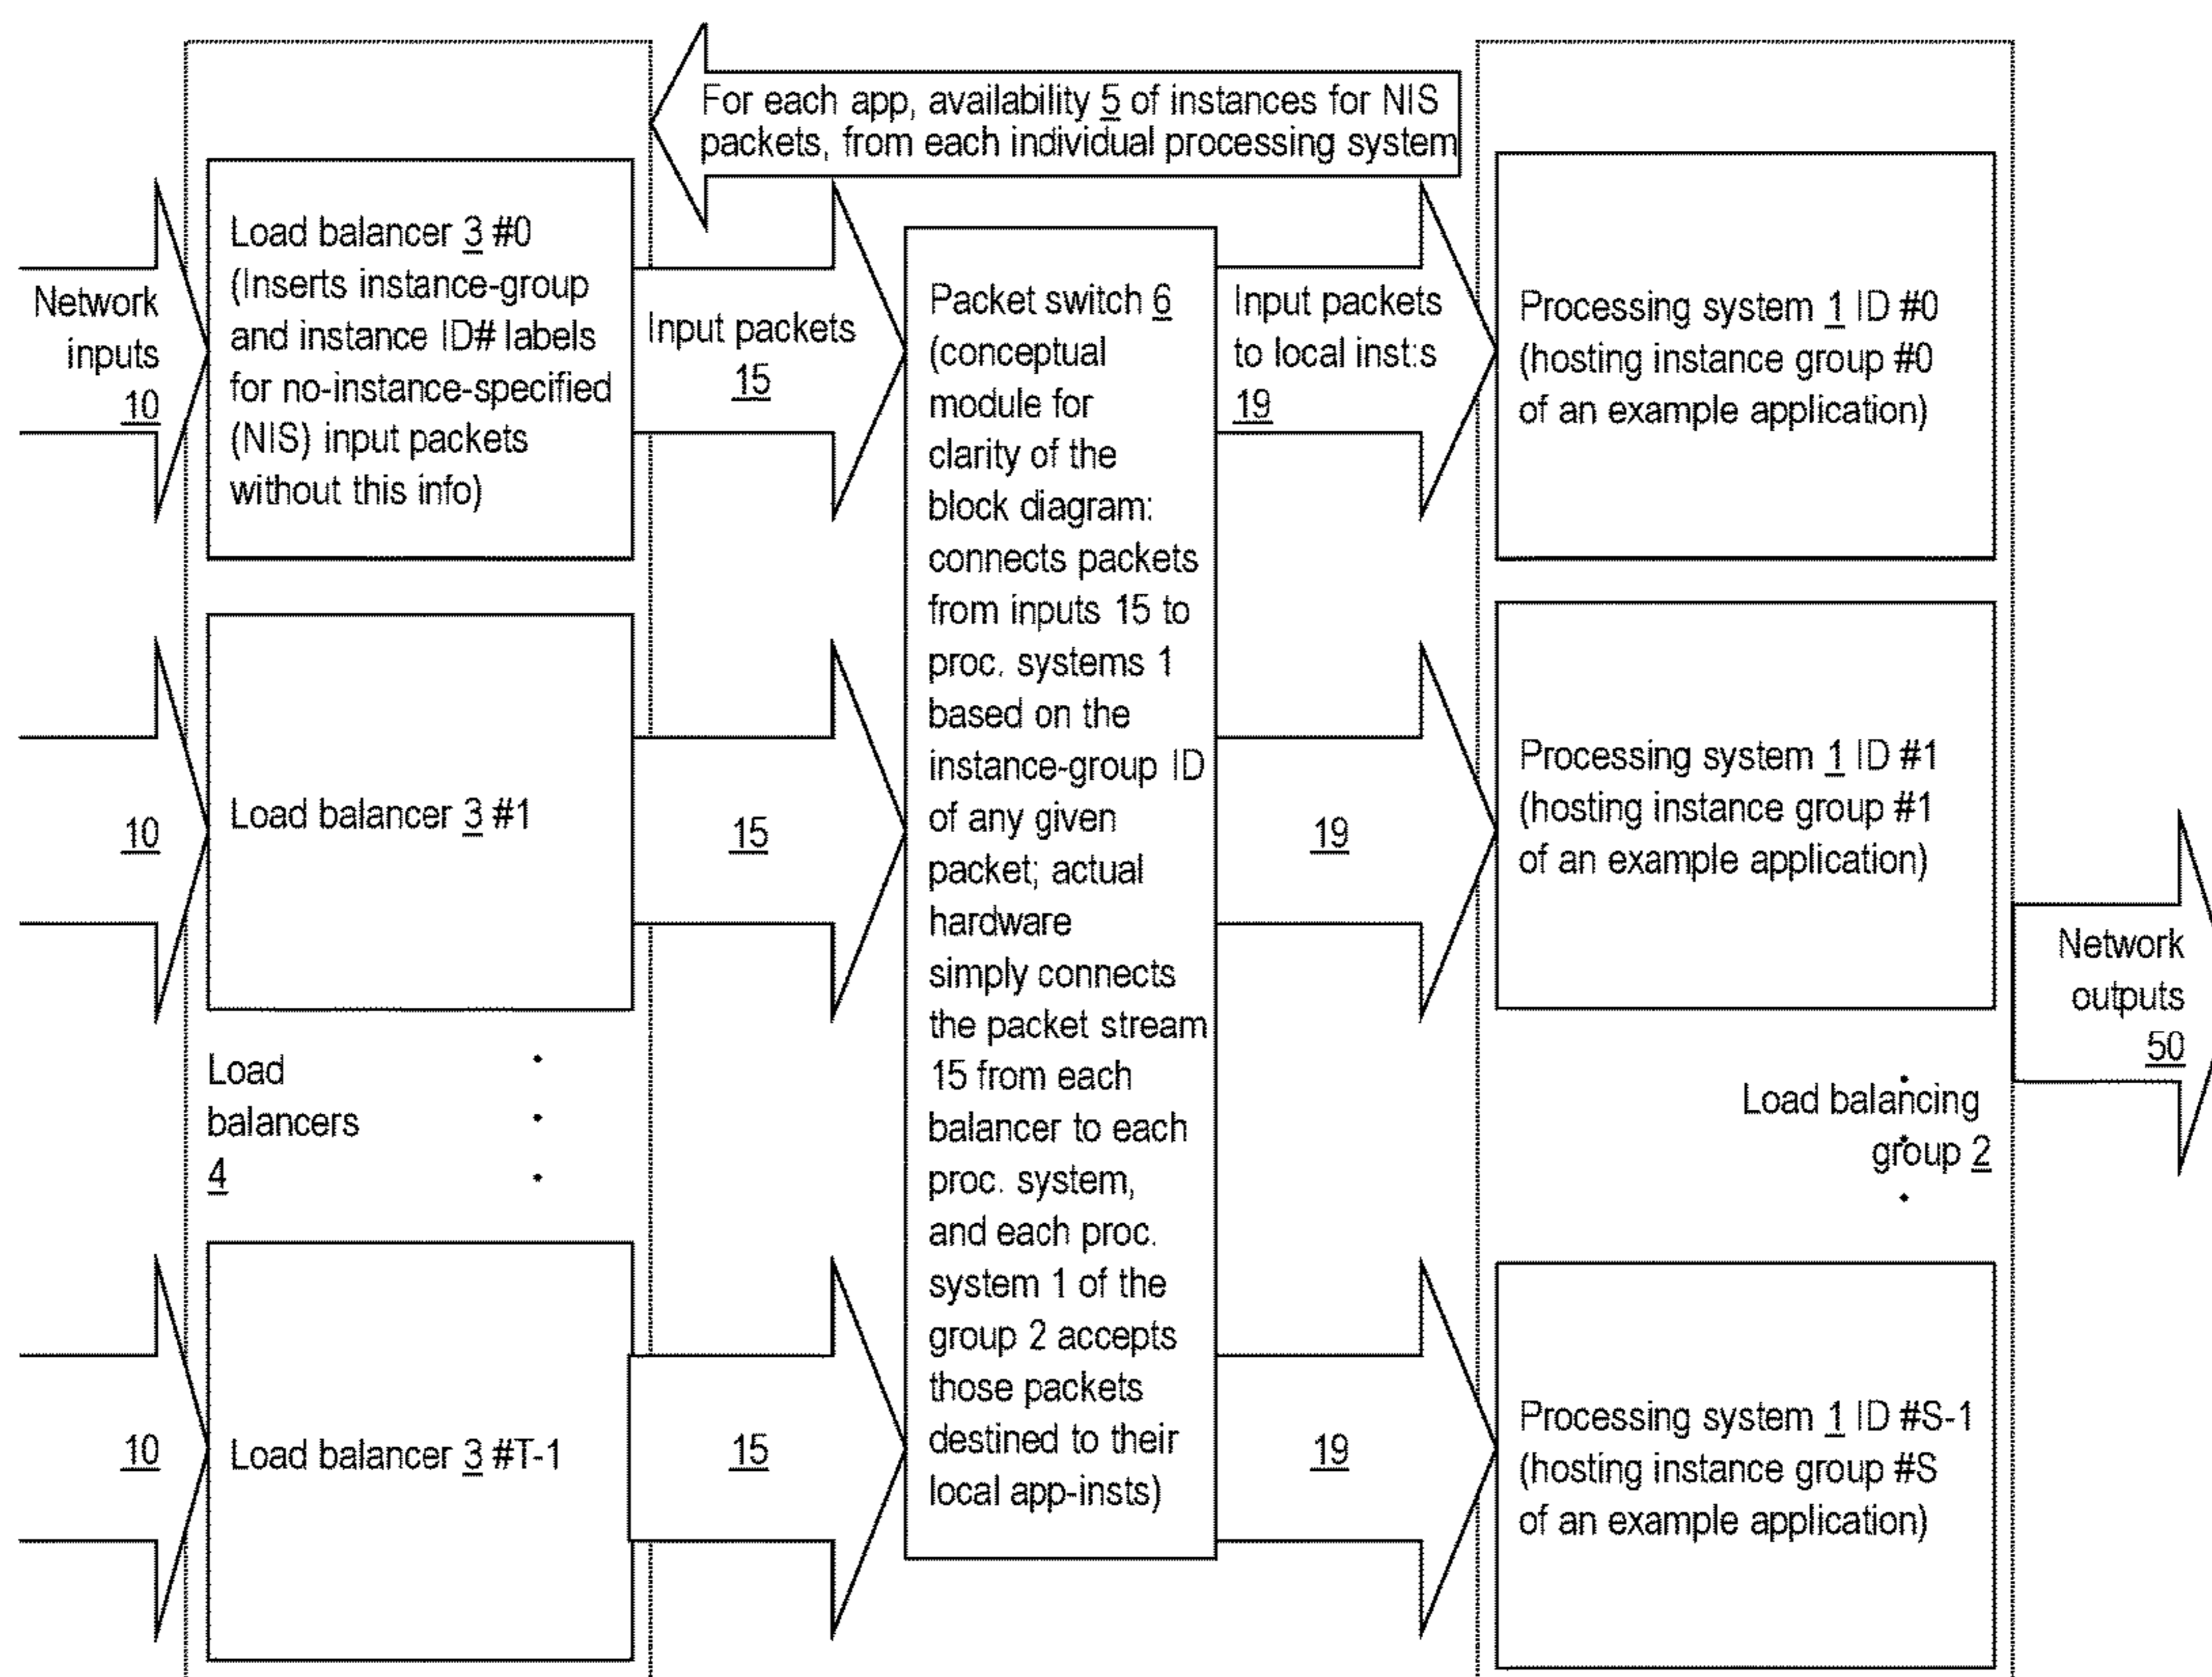 For each app, availability 5 of instances for NIS
packets, from each individual processing system
Network
inputs
10
Load balancer 3 #0
(Inserts instance-group
and instance ID# labels
for no-instance-specified
(NIS) input packets
without this info)
Input packets
15
Packet switch 6
(conceptual
module for
clarity of the
block diagram:
connects packets
from inputs 15 to
proc. systems 1
based on the
instance-group ID
of any given
packet; actual
hardware
simply connects
the packet stream
15 from each
balancer to each
proc. system,
and each proc.
system 1 of the
group 2 accepts
those packets
destined to their
local app-insts)
Input packets
to local inst:s
19
Processing system 1 ID #0
(hosting instance group #0
of an example application)
10
Load balancer 3 #1
15
19
Processing system 1 ID #1
(hosting instance group #1
of an example application)
Network
outputs
50
Load
balancers
4
Load balancing
group 2
10
Load balancer 3 #T-1
15
19
Processing system 1 ID #S-1
(hosting instance group #S
of an example application)